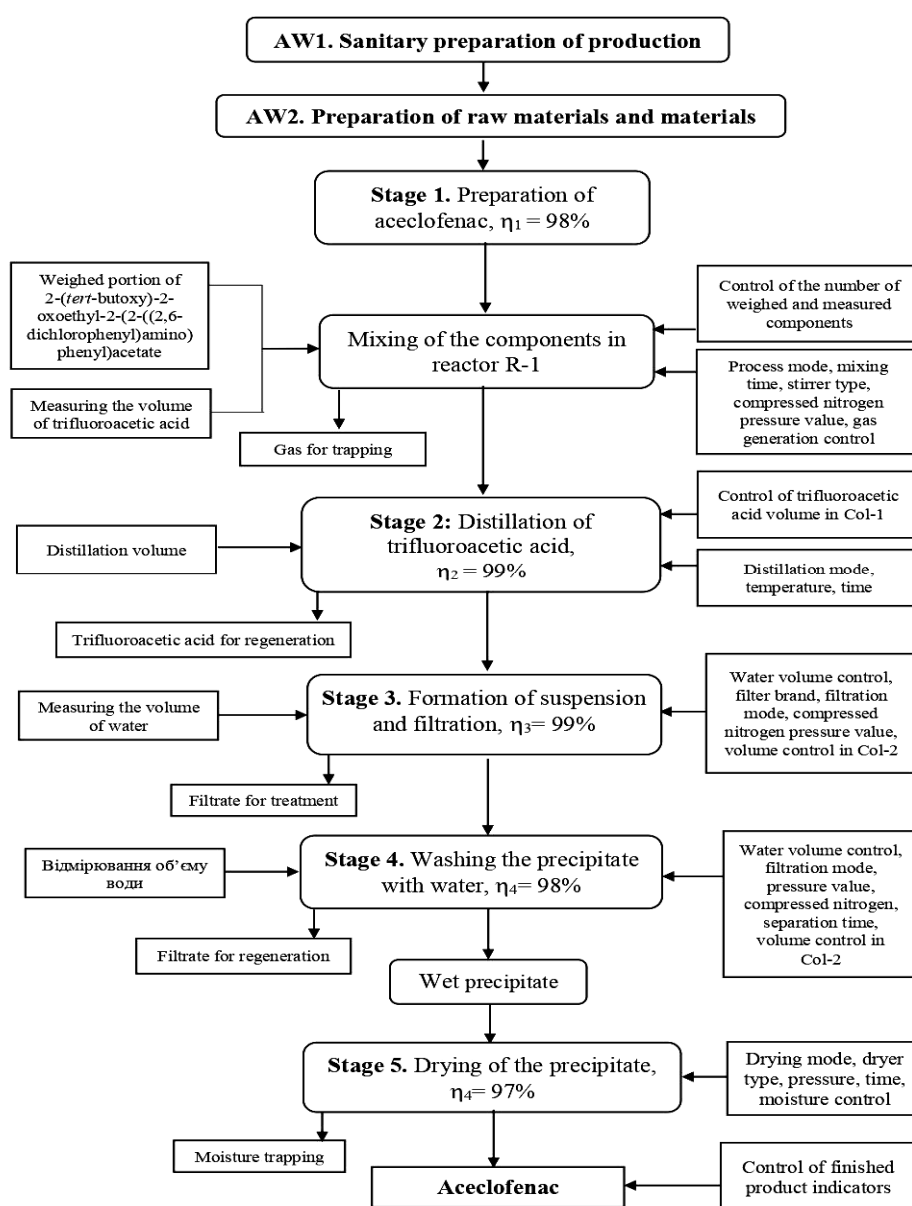 AW1. Sanitary preparation of production
AW2. Preparation of raw materials and materials
Stage 1. Preparation of
aceclofenac, η1 = 98%
Weighed portion of
2-(tert-butoxy)-2-
oxoethyl-2-(2-((2,6-
dichlorophenyl)amino)
phenyl)acetate
Measuring the volume
of trifluoroacetic acid
Mixing of the components in
reactor R-1
Control of the number of
weighed and measured
components
Process mode, mixing
time, stirrer type,
compressed nitrogen
pressure value, gas
generation control
Gas for trapping
Stage 2: Distillation of
trifluoroacetic acid,
η2 = 99%
Distillation volume
Control of trifluoroacetic
acid volume in Col-1
Distillation mode,
temperature, time
Trifluoroacetic acid for regeneration
Measuring the volume
of water
Stage 3. Formation of suspension
and filtration, η3= 99%
Water volume control,
filter brand, filtration
mode, compressed
nitrogen pressure value,
volume control in Col-2
Filtrate for treatment
Відмірювання об’єму
води
Stage 4. Washing the precipitate
with water, η4= 98%
Water volume control,
filtration mode,
pressure value,
compressed nitrogen,
separation time,
volume control in
Col-2
Filtrate for regeneration
Wet precipitate
Stage 5. Drying of the precipitate,
η4= 97%
Drying mode, dryer
type, pressure, time,
moisture control
Moisture trapping
Aceclofenac
Control of finished
product indicators